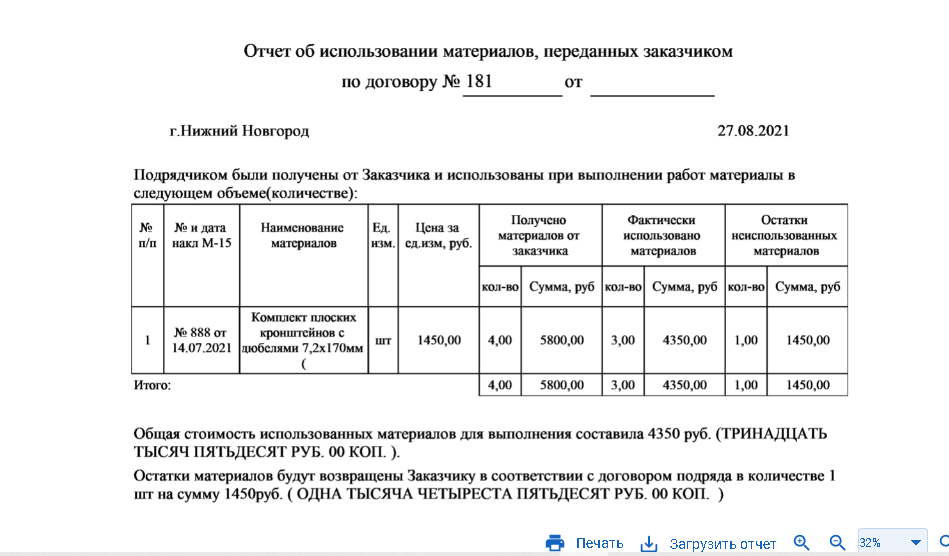 Отчет об использовании материалов, переданных заказчиком
по договору № 181 от
г.Нижний Новгород 27.08.2021
Подрядчиком были получены от Заказчика и использованы при выполнении работ материалы в
следующем объеме(количестве):
№ п/п
№ и дата накл М-15
Наименование материалов
Ед. изм.
Цена за ед.изм, руб.
Получено материалов от заказчика
Фактически использовано материалов
Остатки неиспользованных материалов
кол-во Сумма, руб кол-во Сумма, руб кол-во Сумма, руб
1
№ 888 от
14.07.2021
Комплект плоских
кронштейнов с
дюбелями 7,2х170мм
(
шт 1450,00 4,00 5800,00 3,00 4350,00 1,00 1450,00
Итого: 4,00 5800,00 3,00 4350,00 1,00 1450,00
Общая стоимость использованных материалов для выполнения составила 4350 руб. (ТРИНАДЦАТЬ
ТЫСЯЧ ПЯТЬДЕСЯТ РУБ. 00 КОП. ).
Остатки материалов будут возвращены Заказчику в соответствии с договором подряда в количестве 1
шт на сумму 1450руб. ( ОДНА ТЫСЯЧА ЧЕТЫРЕСТА ПЯТЬДЕСЯТ РУБ. 00 КОП. )
Печать Загрузить отчет 32%